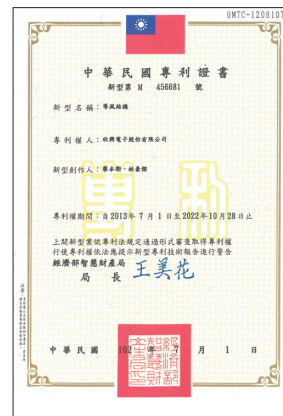 UMTC-1208107
中華民國專利證書
新型第 M 456681 號
新型名稱：導風結構
專利權人：欣興電子股份有限公司
新型創作人：廖本衛、林豪傑
專利權期間：自2013年 7 月 1 日至2022年10月28日止
上開新型業依專利法規定通過形式審查取得專利權
行使專利權依法應提示新型專利技術報告進行警告
經濟部智慧財產局
局長 王美花
中華民國 102 年 7 月 1 日